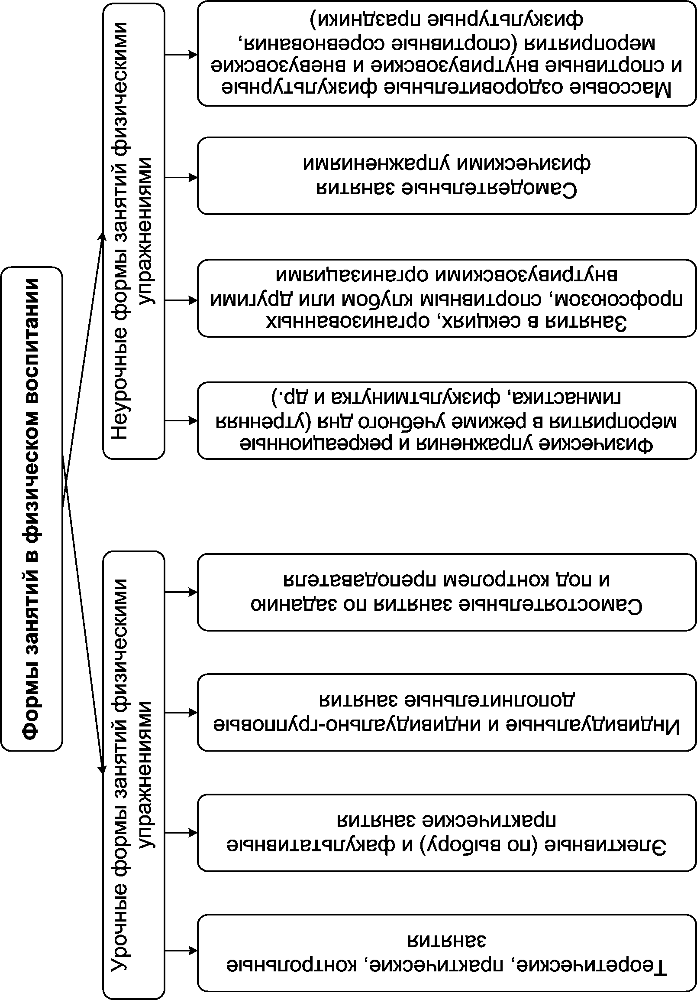 Формы занятий в физическом воспитании
Урочные формы занятий физическими
упражнениями
Теоретические, практические, контрольные
занятия
Элективные (по выбору) и факультативные
практические занятия
Индивидуальные и индивидуально-групповые
дополнительные занятия
Самостоятельные занятия по заданию
и под контролем преподавателя
Неурочные формы занятий физическими
упражнениями
Физические упражнения и рекреационные
мероприятия в режиме учебного дня (утренняя
гимнастика, физкультминутка и др.)
Занятия в секциях, организованных
профсоюзом, спортивным клубом или другими
внутривузовскими организациями
Самодеятельные занятия
физическими упражнениями
Массовые оздоровительные физкультурные
и спортивные внутривузовские и вневузовские
мероприятия (спортивные соревнования,
физкультурные праздники)